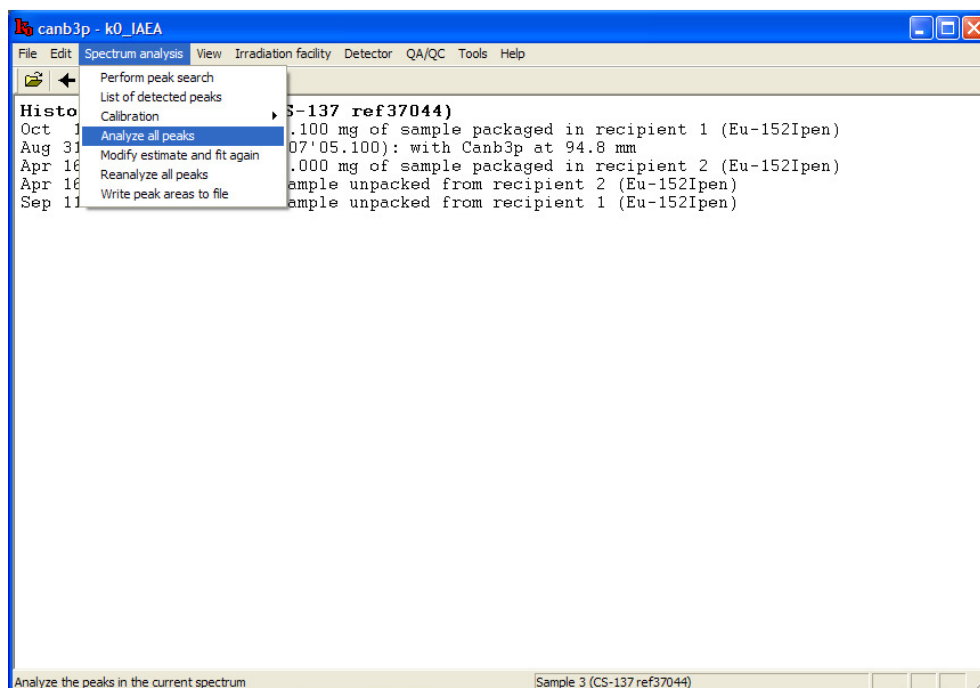 canb3p - k0_IAEA
File Edit Spectrum analysis View Irradiation facility Detector QA/QC Tools Help
Perform peak search
List of detected peaks
Calibration
Analyze all peaks
Modify estimate and fit again
Reanalyze all peaks
Write peak areas to file
Histo S-137 ref37044)
Oct 1 .100 mg of sample packaged in recipient 1 (Eu-152Ipen)
Aug 31 07'05.100): with Canb3p at 94.8 mm
Apr 16 .000 mg of sample packaged in recipient 2 (Eu-152Ipen)
Apr 16 ample unpacked from recipient 2 (Eu-152Ipen)
Sep 11 ample unpacked from recipient 1 (Eu-152Ipen)
Analyze the peaks in the current spectrum Sample 3 (CS-137 ref37044)